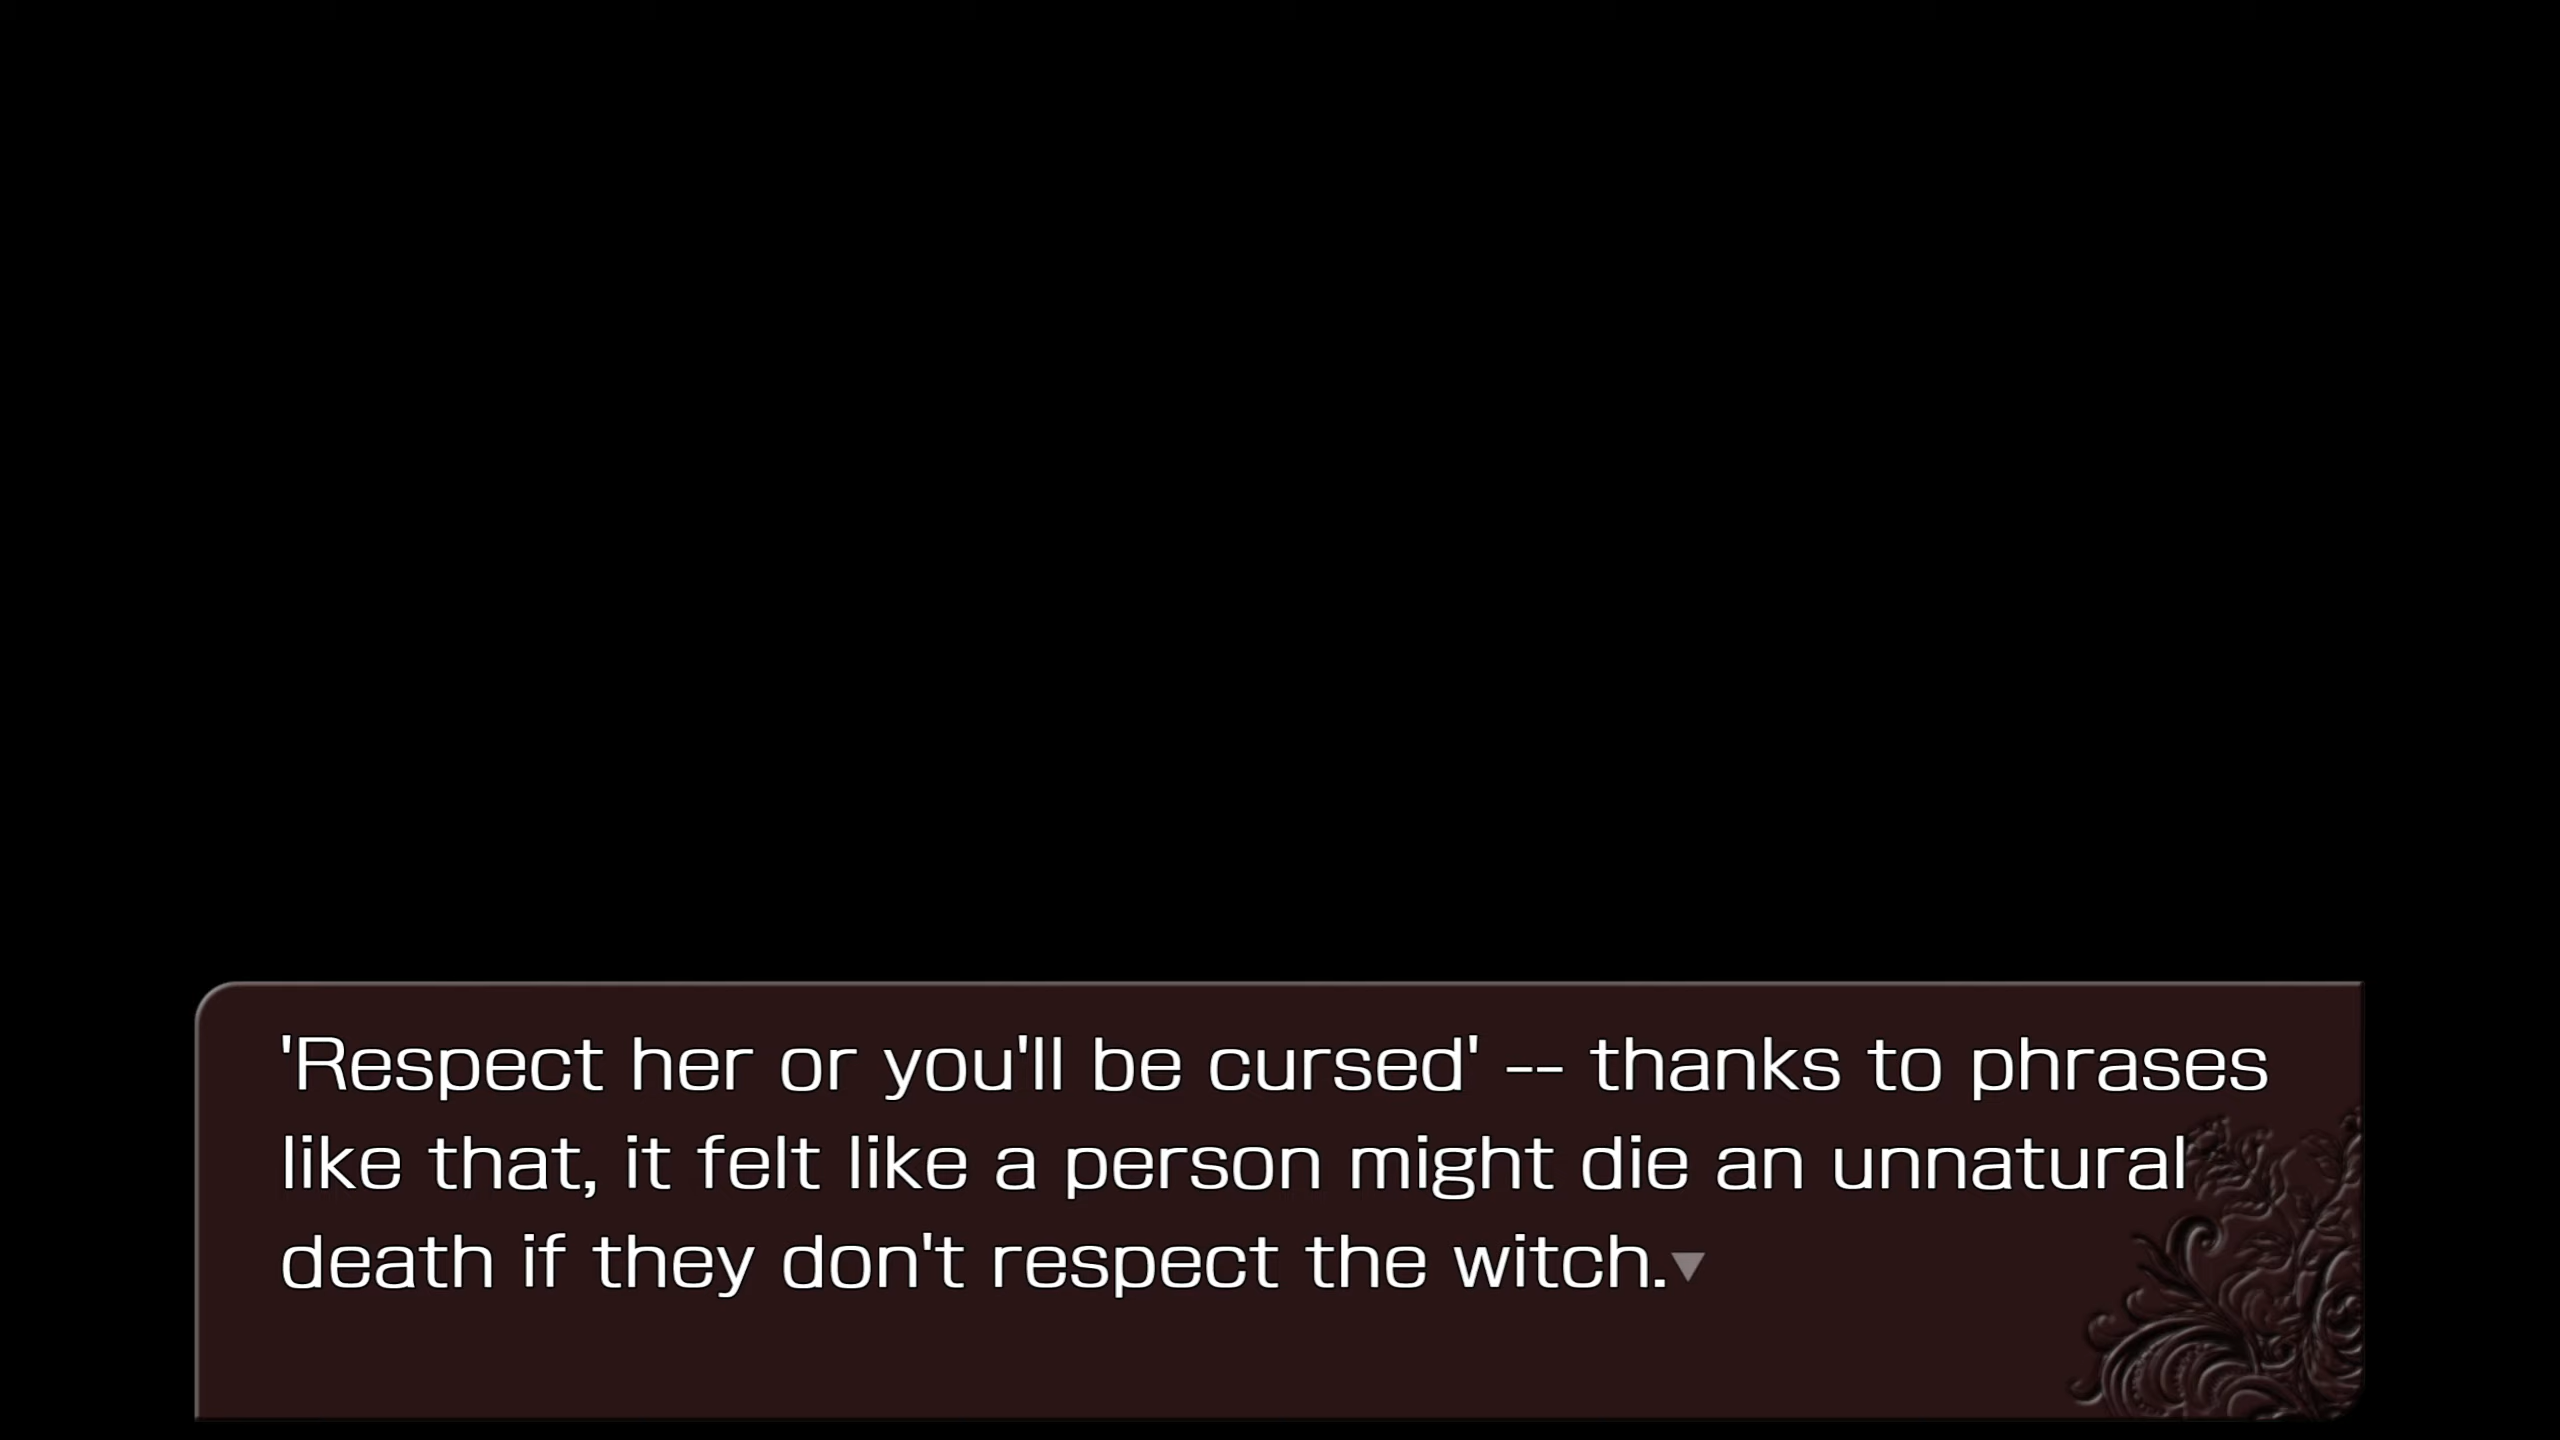 'Respect her or you'll be cursed' -- thanks to phrases
like that, it felt like a person might die an unnatural
death if they don't respect the witch.